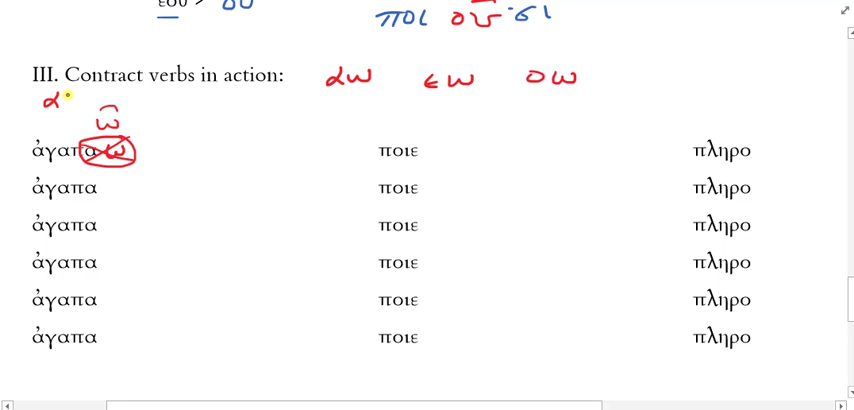 εου > ου
ποι ου σι
III. Contract verbs in action: αω εω οω
α
ῶ
ἀγαπα ω ποιε πληρο
ἀγαπα ποιε πληρο
ἀγαπα ποιε πληρο
ἀγαπα ποιε πληρο
ἀγαπα ποιε πληρο
ἀγαπα ποιε πληρο